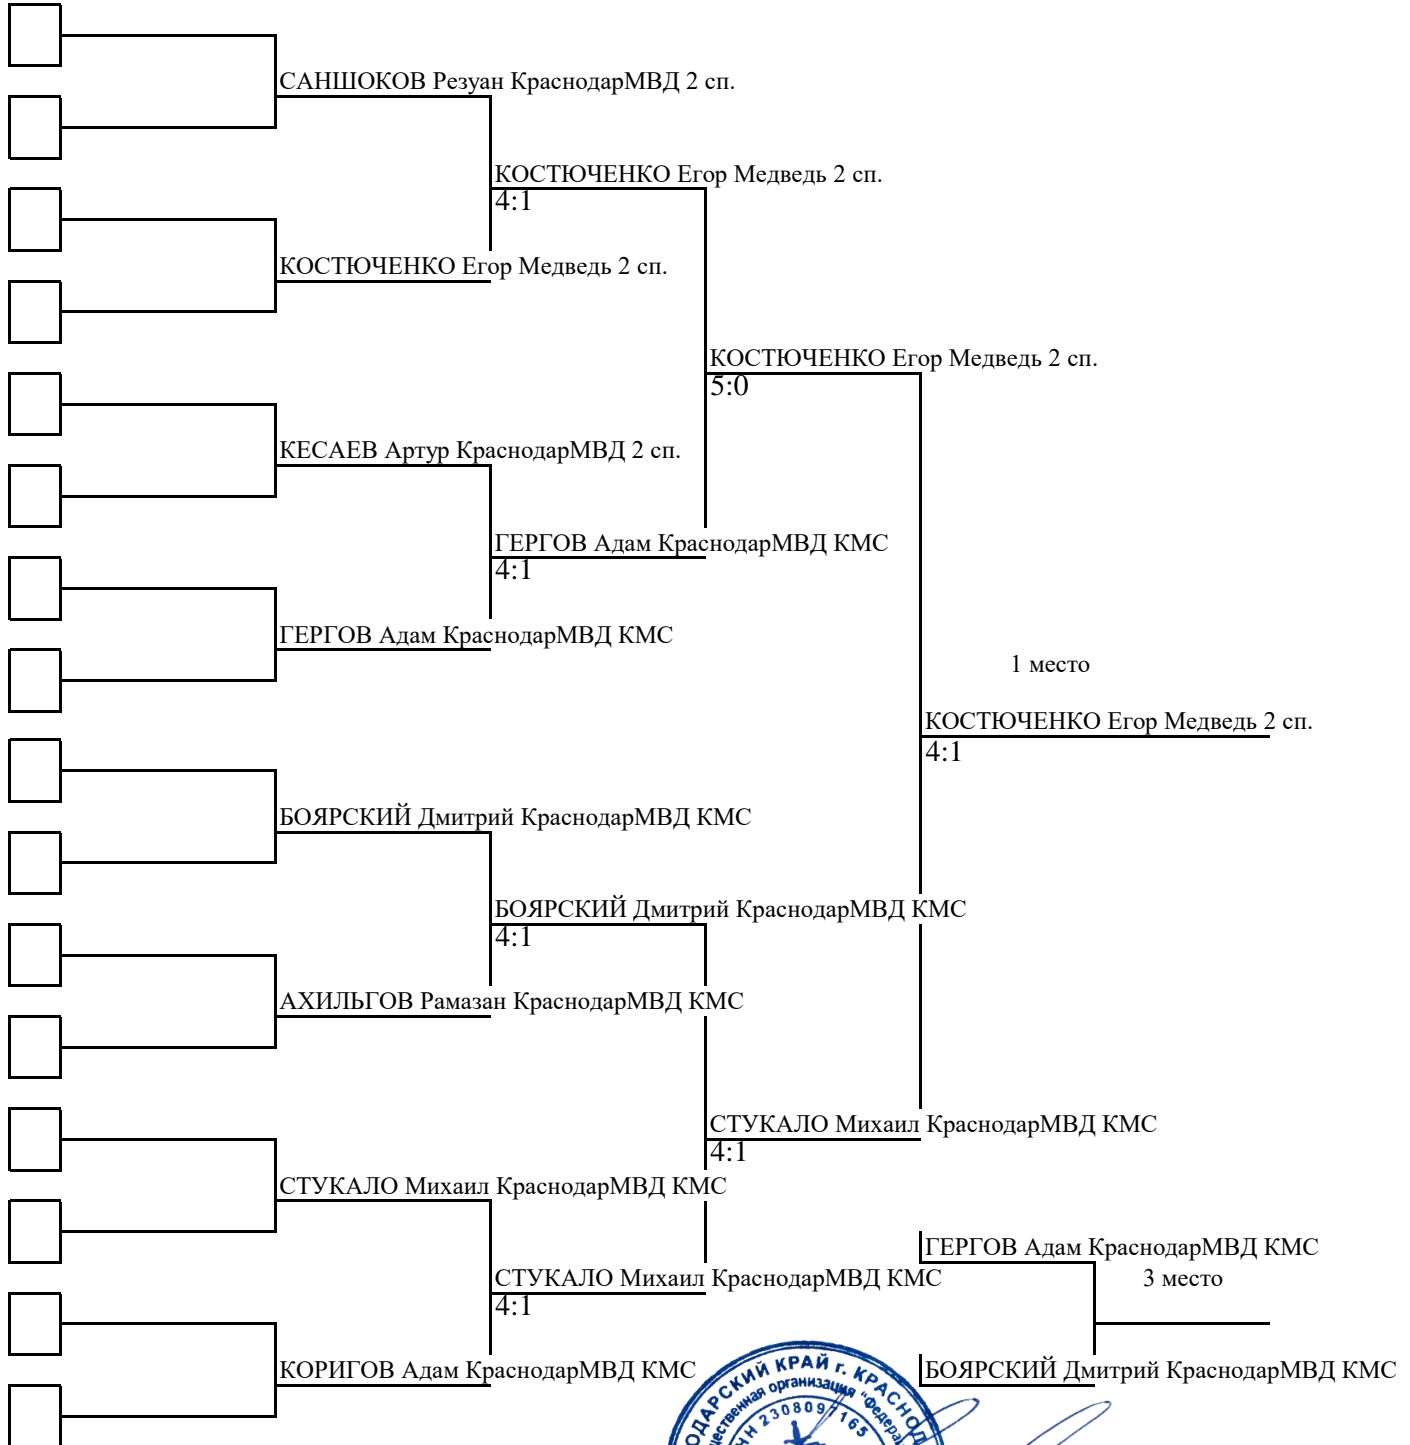 САНШОКОВ Резуан КраснодарМВД 2 сп.
КОСТЮЧЕНКО Егор Медведь 2 сп.
4:1
КОСТЮЧЕНКО Егор Медведь 2 сп.
КОСТЮЧЕНКО Егор Медведь 2 сп.
5:0
КЕСАЕВ Артур КраснодарМВД 2 сп.
ГЕРГОВ Адам КраснодарМВД КМС
4:1
ГЕРГОВ Адам КраснодарМВД КМС
1 место
КОСТЮЧЕНКО Егор Медведь 2 сп.
4:1
БОЯРСКИЙ Дмитрий КраснодарМВД КМС
БОЯРСКИЙ Дмитрий КраснодарМВД КМС
4:1
АХИЛЬГОВ Рамазан КраснодарМВД КМС
СТУКАЛО Михаил КраснодарМВД КМС
4:1
СТУКАЛО Михаил КраснодарМВД КМС
ГЕРГОВ Адам КраснодарМВД КМС
СТУКАЛО Михаил КраснодарМВД КМС
3 место
4:1
КОРИГОВ Адам КраснодарМВД КМС
БОЯРСКИЙ Дмитрий КраснодарМВД КМС
КРАЙ г.
организация